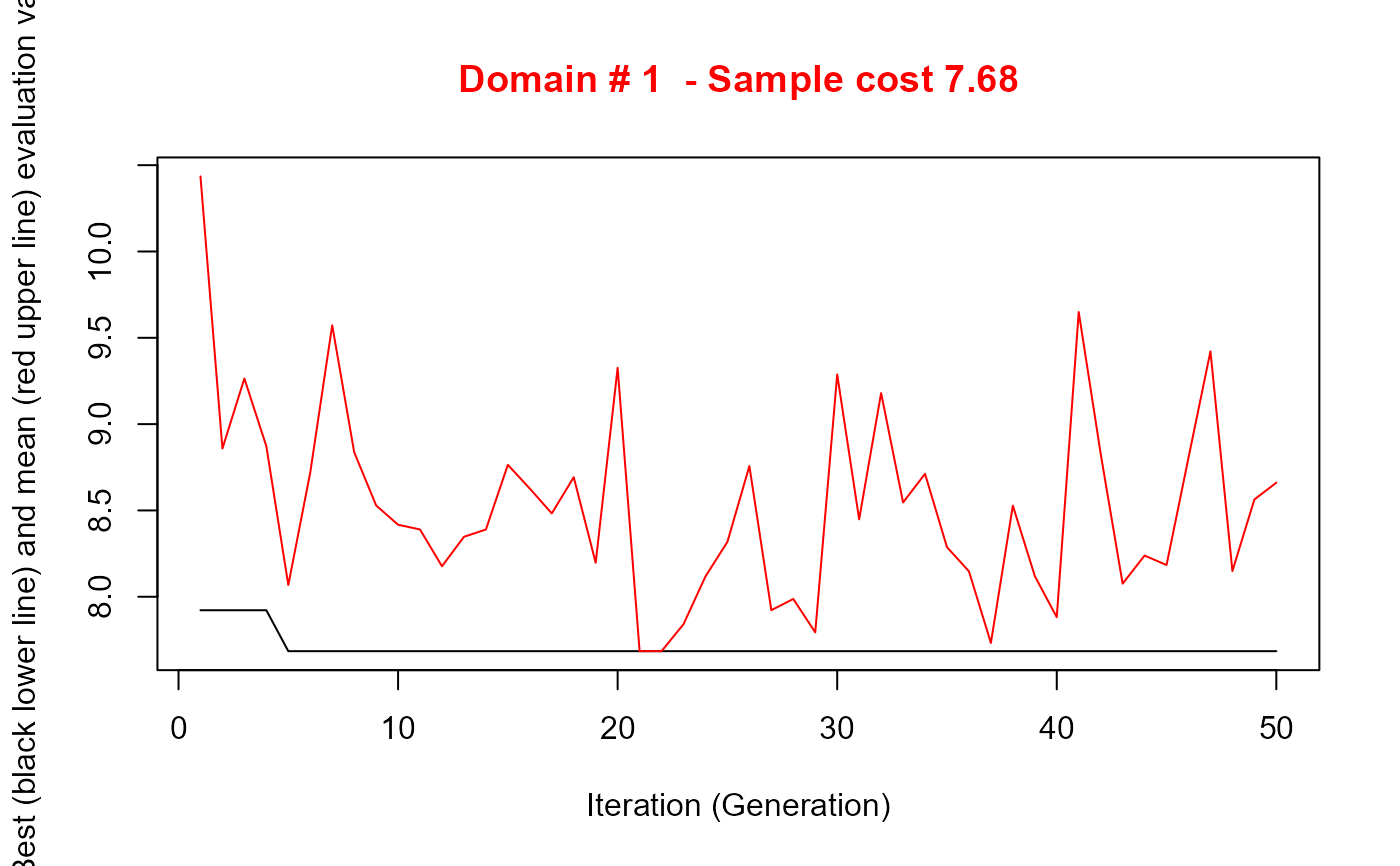 Domain # 1  - Sample cost 7.68
Best (black lower line) and mean (red upper line) evaluation
10.0
9.5
9.0
8.5
8.0
0 10 20 30 40 50
Iteration (Generation)